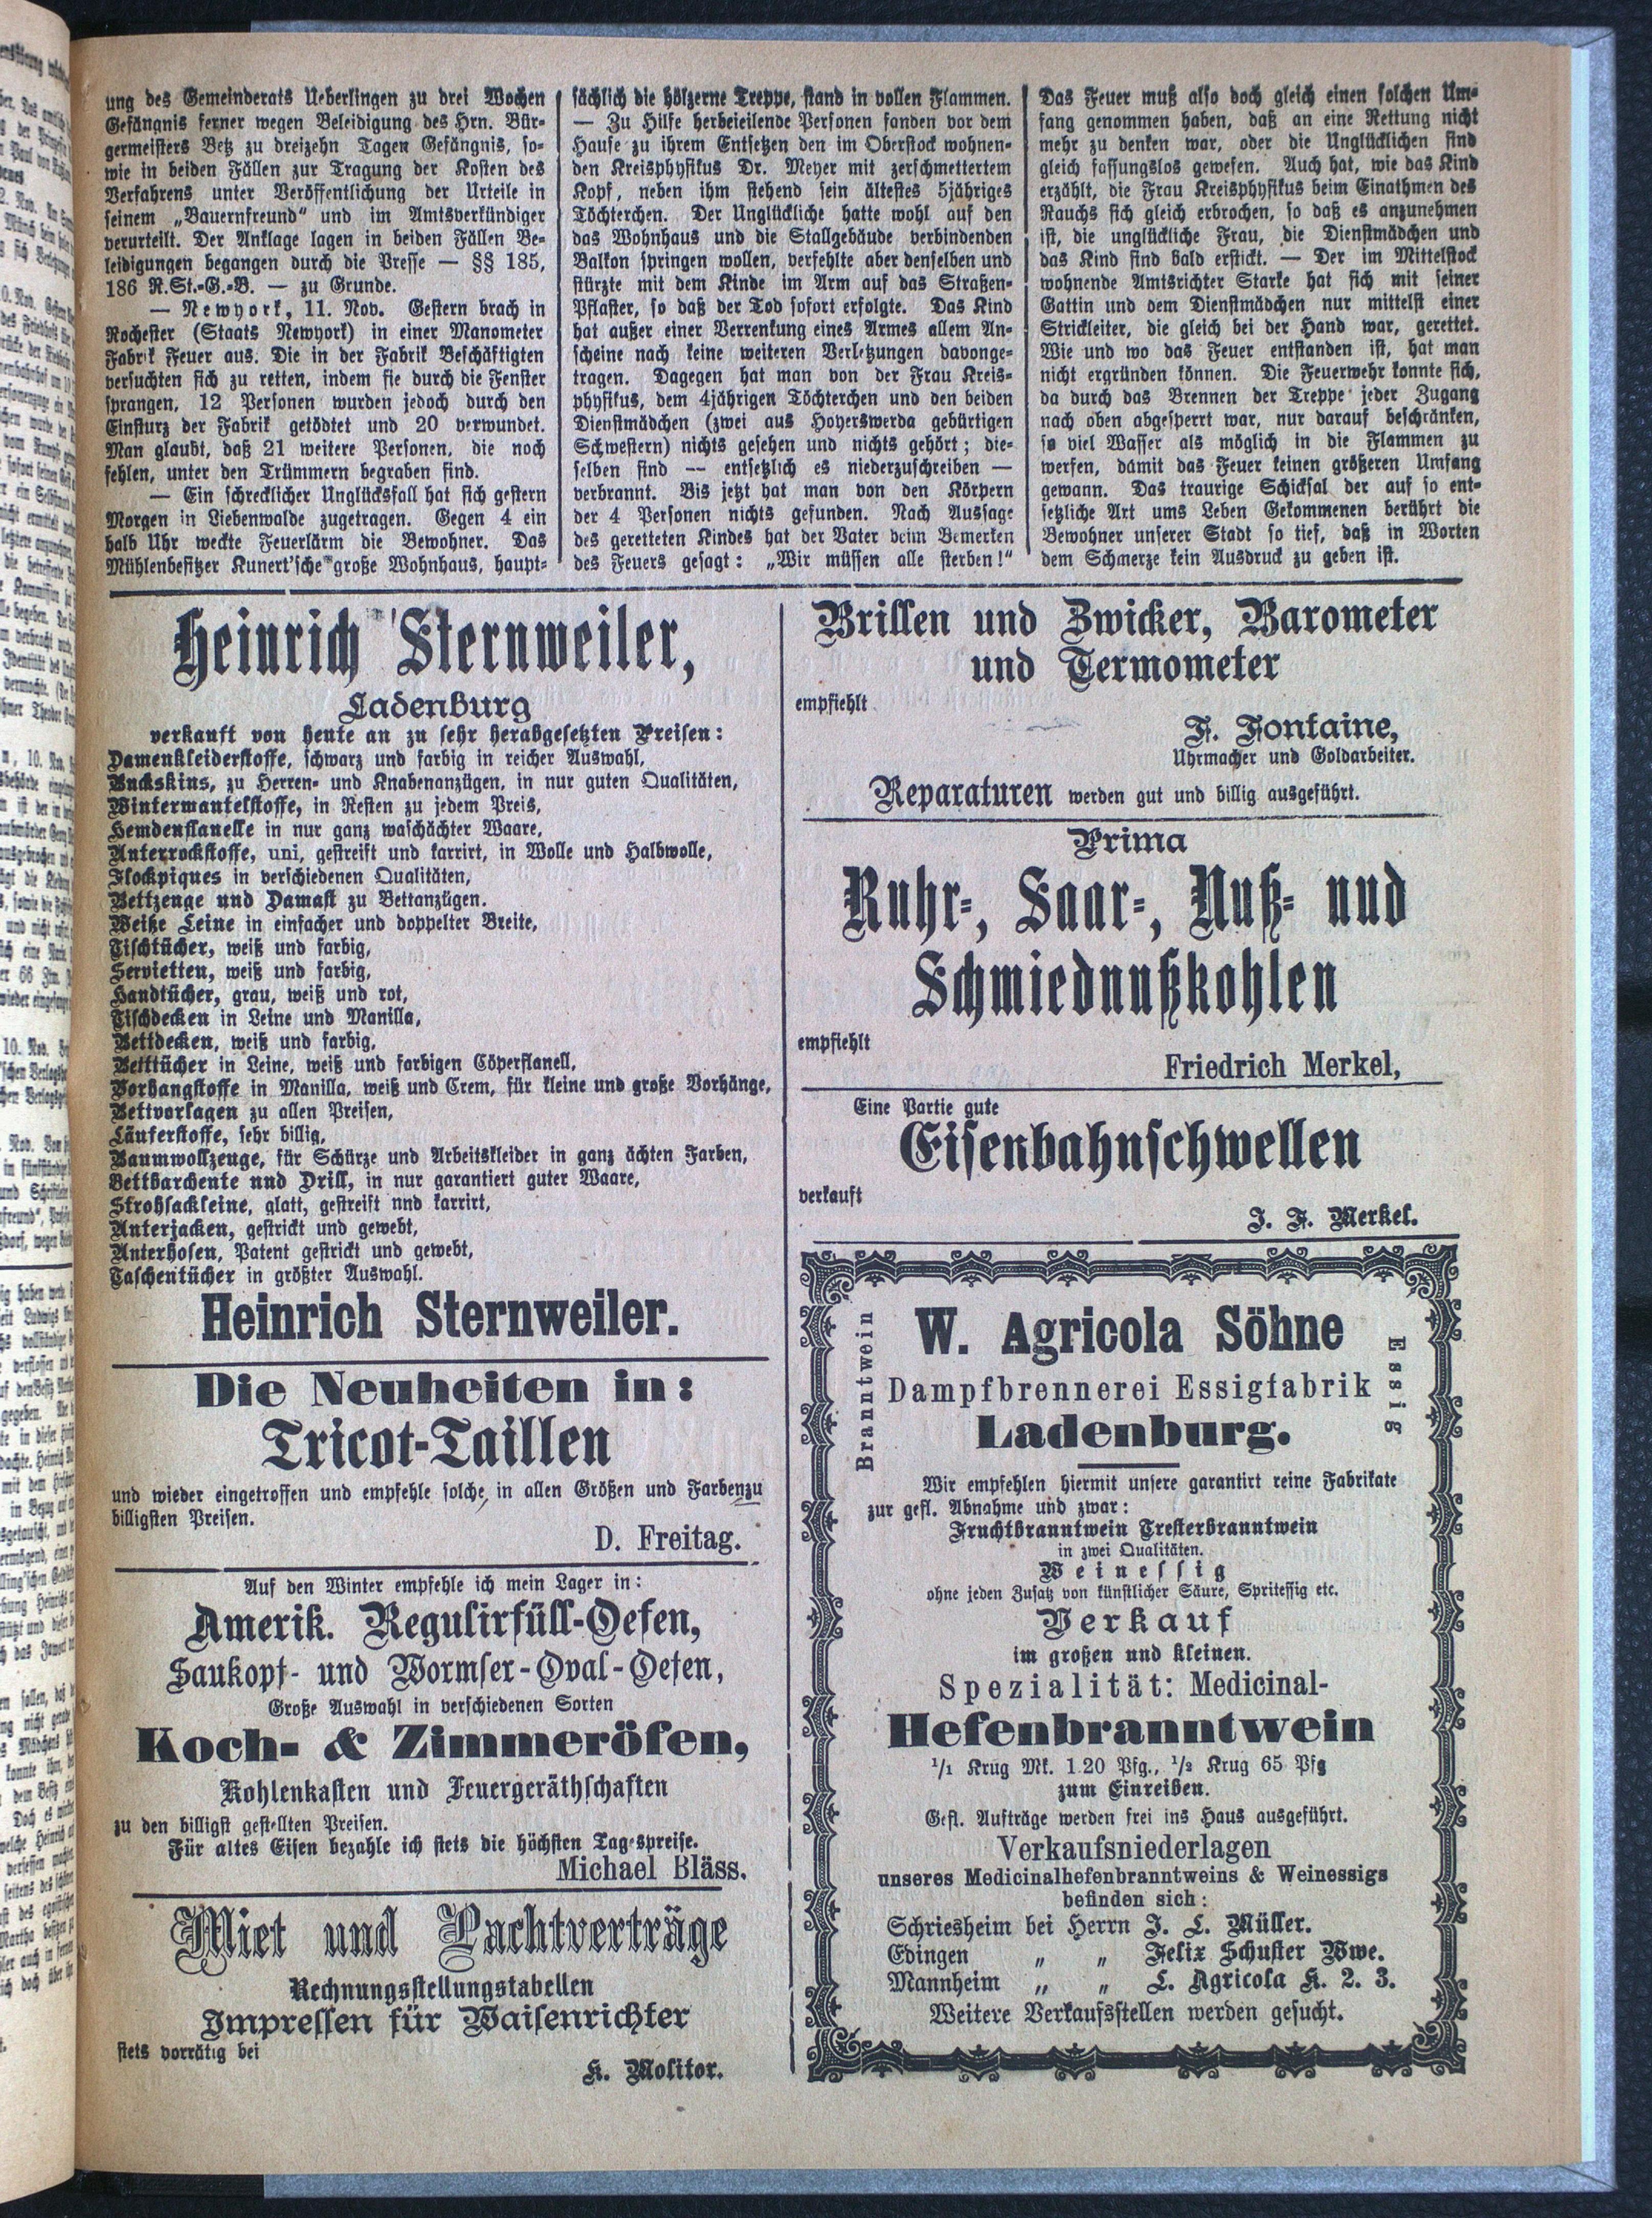 ung des Gemeinderats Ueberlingen zu drei Wochen
Gefängnis ferner wegen Beleidigung des Hrn. Bür-
germeisters Betz zu dreizehn Tagen Gefängnis, so-
wie in beiden Fällen zur Tragung der Kosten des
Verfahrens unter Veröffentlichung der Urteile in
seinem „Bauernfreund“ und im Amtsverkündiger
verurteilt. Der Anklage lagen in beiden Fällen Be-
leidigungen begangen durch die Presse — §§ 185,
186 R.St.-G.-B. — zu Grunde.
— Newyork, 11. Nov. Gestern brach in
Rochester (Staats Newyork) in einer Manometer
Fabrik Feuer aus. Die in der Fabrik Beschäftigten
versuchten sich zu retten, indem sie durch die Fenster
sprangen, 12 Personen wurden jedoch durch den
Einsturz der Fabrik getödtet und 20 verwundet.
Man glaubt, daß 21 weitere Personen, die noch
fehlen, unter den Trümmern begraben sind.
— Ein schrecklicher Unglücksfall hat sich gestern
Morgen in Liebenwalde zugetragen. Gegen 4 ein
halb Uhr weckte Feuerlärm die Bewohner. Das
Mühlenbesitzer Kunert'sche große Wohnhaus, haupt-
sächlich die hölzerne Treppe, stand in vollen Flammen.
— Zu Hilfe herbeieilende Personen fanden vor dem
Hause zu ihrem Entsetzen den im Oberstock wohnen-
den Kreisphysikus Dr. Meyer mit zerschmettertem
Kopf, neben ihm stehend sein ältestes 5jähriges
Töchterchen. Der Unglückliche hatte wohl auf den
das Wohnhaus und die Stallgebäude verbindenden
Balkon springen wollen, verfehlte aber denselben und
stürzte mit dem Kinde im Arm auf das Straßen-
Pflaster, so daß der Tod sofort erfolgte. Das Kind
hat außer einer Verrenkung eines Armes allem An-
scheine nach keine weiteren Verletzungen davonge-
tragen. Dagegen hat man von der Frau Kreis-
physikus, dem 4jährigen Töchterchen und den beiden
Dienstmädchen (zwei aus Hoyerswerda gebürtigen
Schwestern) nichts gesehen und nichts gehört; die-
selben sind — entsetzlich es niederzuschreiben —
verbrannt. Bis jetzt hat man von den Körpern
der 4 Personen nichts gefunden. Nach Aussage
des geretteten Kindes hat der Vater beim Bemerken
des Feuers gesagt: „Wir müssen alle sterben!“
Das Feuer muß also doch gleich einen solchen Um-
fang genommen haben, daß an eine Rettung nicht
mehr zu denken war, oder die Unglücklichen sind
gleich fassungslos gewesen. Auch hat, wie das Kind
erzählt, die Frau Kreisphysikus beim Einathmen des
Rauchs sich gleich erbrochen, so daß es anzunehmen
ist, die unglückliche Frau, die Dienstmädchen und
das Kind sind bald erstickt. — Der im Mittelstock
wohnende Amtsrichter Starke hat sich mit seiner
Gattin und dem Dienstmädchen nur mittelst einer
Strickleiter, die gleich bei der Hand war, gerettet.
Wie und wo das Feuer entstanden ist, hat man
nicht ergründen können. Die Feuerwehr konnte sich,
da durch das Brennen der Treppe jeder Zugang
nach oben abgesperrt war, nur darauf beschränken,
so viel Wasser als möglich in die Flammen zu
werfen, damit das Feuer keinen größeren Umfang
gewann. Das traurige Schicksal der auf so ent-
setzliche Art ums Leben Gekommenen berührt die
Bewohner unserer Stadt so tief, daß in Worten
dem Schmerze kein Ausdruck zu geben ist.
Heinrich Sternweiler,
Ladenburg
verkauft von heute an zu sehr herabgesetzten Preisen:
Damenkleiderstoffe, schwarz und farbig in reicher Auswahl,
Buckskins, zu Herren- und Knabenanzügen, in nur guten Qualitäten,
Wintermantelstoffe, in Resten zu jedem Preis,
Hemdenflanelle in nur ganz waschächter Waare,
Unterrockstoffe, uni, gestreift und karrirt, in Wolle und Halbwolle,
Flockpiques in verschiedenen Qualitäten,
Bettzenge und Damast zu Bettanzügen.
Weiße Leine in einfacher und doppelter Breite,
Tischtücher, weiß und farbig,
Servietten, weiß und farbig,
Handtücher, grau, weiß und rot,
Tischdecken in Leine und Manilla,
Bettdecken, weiß und farbig,
Betttücher in Leine, weiß und farbigen Cöperflanell,
Vorhangstoffe in Manilla, weiß und Crem, für kleine und große Vorhänge,
Bettvorlagen zu allen Preisen,
Läuferstoffe, sehr billig,
Baumwollzeuge, für Schürze und Arbeitskleider in ganz ächten Farben,
Bettbarchente und Drill, in nur garantiert guter Waare,
Strohsackleine, glatt, gestreift nnd karrirt,
Unterjacken, gestrickt und gewebt,
Unterhosen, Patent gestrickt und gewebt,
Taschentücher in größter Auswahl.
Heinrich Sternweiler.
Die Neuheiten in:
Tricot-Taillen
und wieder eingetroffen und empfehle solche in allen Größen und Farbenzu
billigsten Preisen.
D. Freitag.
Auf den Winter empfehle ich mein Lager in:
Amerik. Regulirfüll-Oefen,
Saukopf- und Wormser-Oval-Oefen,
Große Auswahl in verschiedenen Sorten
Koch- & Zimmeröfen,
Kohlenkasten und Feuergeräthschaften
zu den billigst gestellten Preisen.
Für altes Eisen bezahle ich stets die höchsten Tagespreise.
Michael Bläss.
Miet und Pachtverträge
Rechnungsstellungstabellen
Impressen für Waisenrichter
stets vorrätig bei
K. Molitor.
Brillen und Zwicker, Barometer
und Termometer
empfiehlt
F. Fontaine,
Uhrmacher und Goldarbeiter.
Reparaturen werden gut und billig ausgeführt.
Prima
Ruhr-, Saar-, Nuß- und
Schmiednußkohlen
empfiehlt
Friedrich Merkel,
Eine Partie gute
Eisenbahnschwellen
verkauft
J. F. Merkel.
Branntwein
Essig
W. Agricola Söhne
Dampfbrennerei Essigfabrik
Ladenburg.
Wir empfehlen hiermit unsere garantirt reine Fabrikate
zur gefl. Abnahme und zwar:
Fruchtbranntwein Tresterbranntwein
in zwei Qualitäten.
Weinessig
ohne jeden Zusatz von künstlicher Säure, Spritessig etc.
Verkauf
im großen und kleinen.
Spezialität: Medicinal-
Hefenbranntwein
1/1 Krug Mk. 1.20 Pfg., 1/2 Krug 65 Pfg
zum Einreiben.
Gefl. Aufträge werden frei ins Haus ausgeführt.
Verkaufsniederlagen
unseres Medicinalhefenbranntweins & Weinessigs
befinden sich:
Schriesheim bei Herrn J. L. Müller.
Edingen „ „ Felix Schuster Wwe.
Mannheim „ „ L. Agricola K. 2. 3.
Weitere Verkaufsstellen werden gesucht.